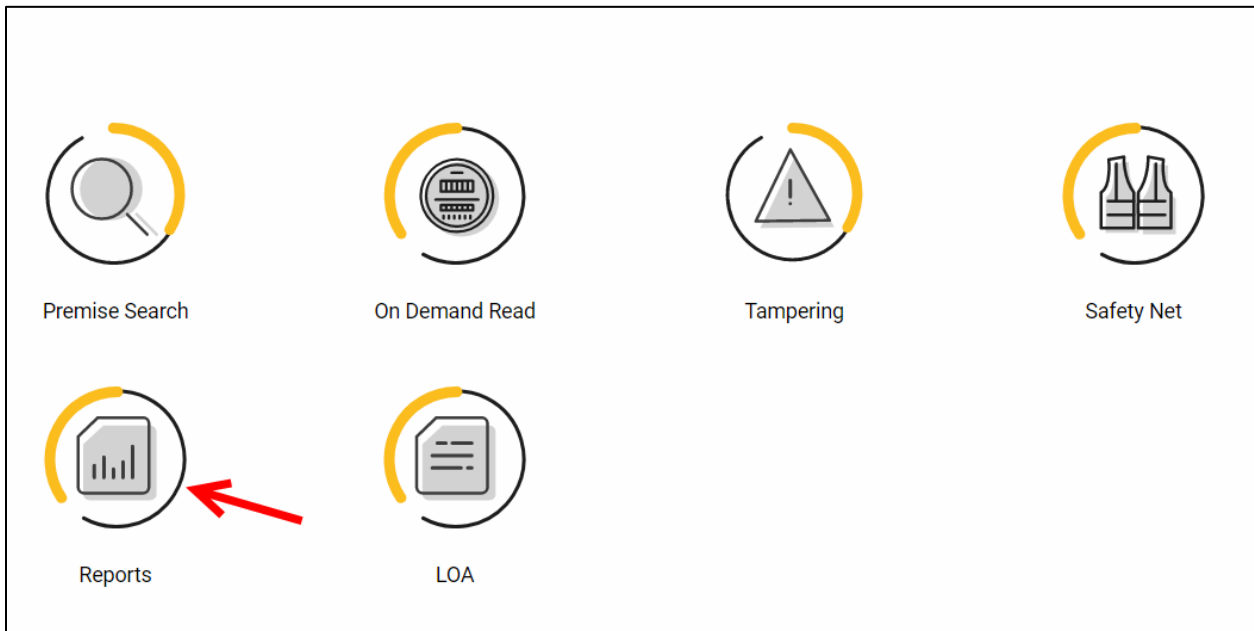 Premise Search
On Demand Read
Tampering
Safety Net
Reports
LOA